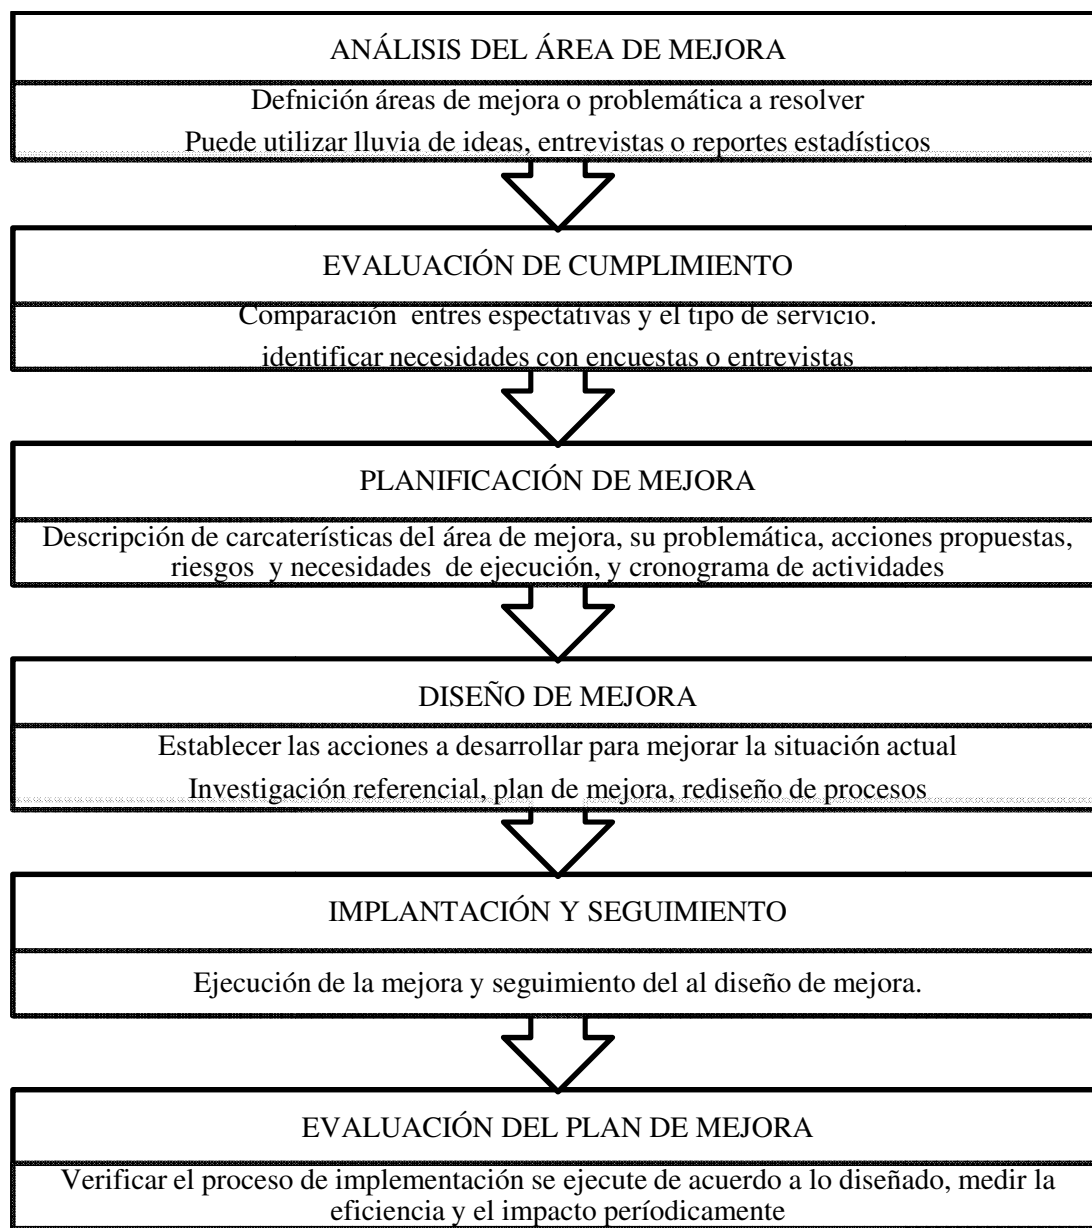 ANÁLISIS DEL ÁREA DE MEJORA
Defnición áreas de mejora o problemática a resolver
Puede utilizar lluvia de ideas, entrevistas o reportes estadísticos
EVALUACIÓN DE CUMPLIMIENTO
Comparación entres espectativas y el tipo de servicio.
identificar necesidades con encuestas o entrevistas
PLANIFICACIÓN DE MEJORA
Descripción de carcaterísticas del área de mejora, su problemática, acciones propuestas,
riesgos y necesidades de ejecución, y cronograma de actividades
DISEÑO DE MEJORA
Establecer las acciones a desarrollar para mejorar la situación actual
Investigación referencial, plan de mejora, rediseño de procesos
IMPLANTACIÓN Y SEGUIMIENTO
Ejecución de la mejora y seguimiento del al diseño de mejora.
EVALUACIÓN DEL PLAN DE MEJORA
Verificar el proceso de implementación se ejecute de acuerdo a lo diseñado, medir la
eficiencia y el impacto períodicamente